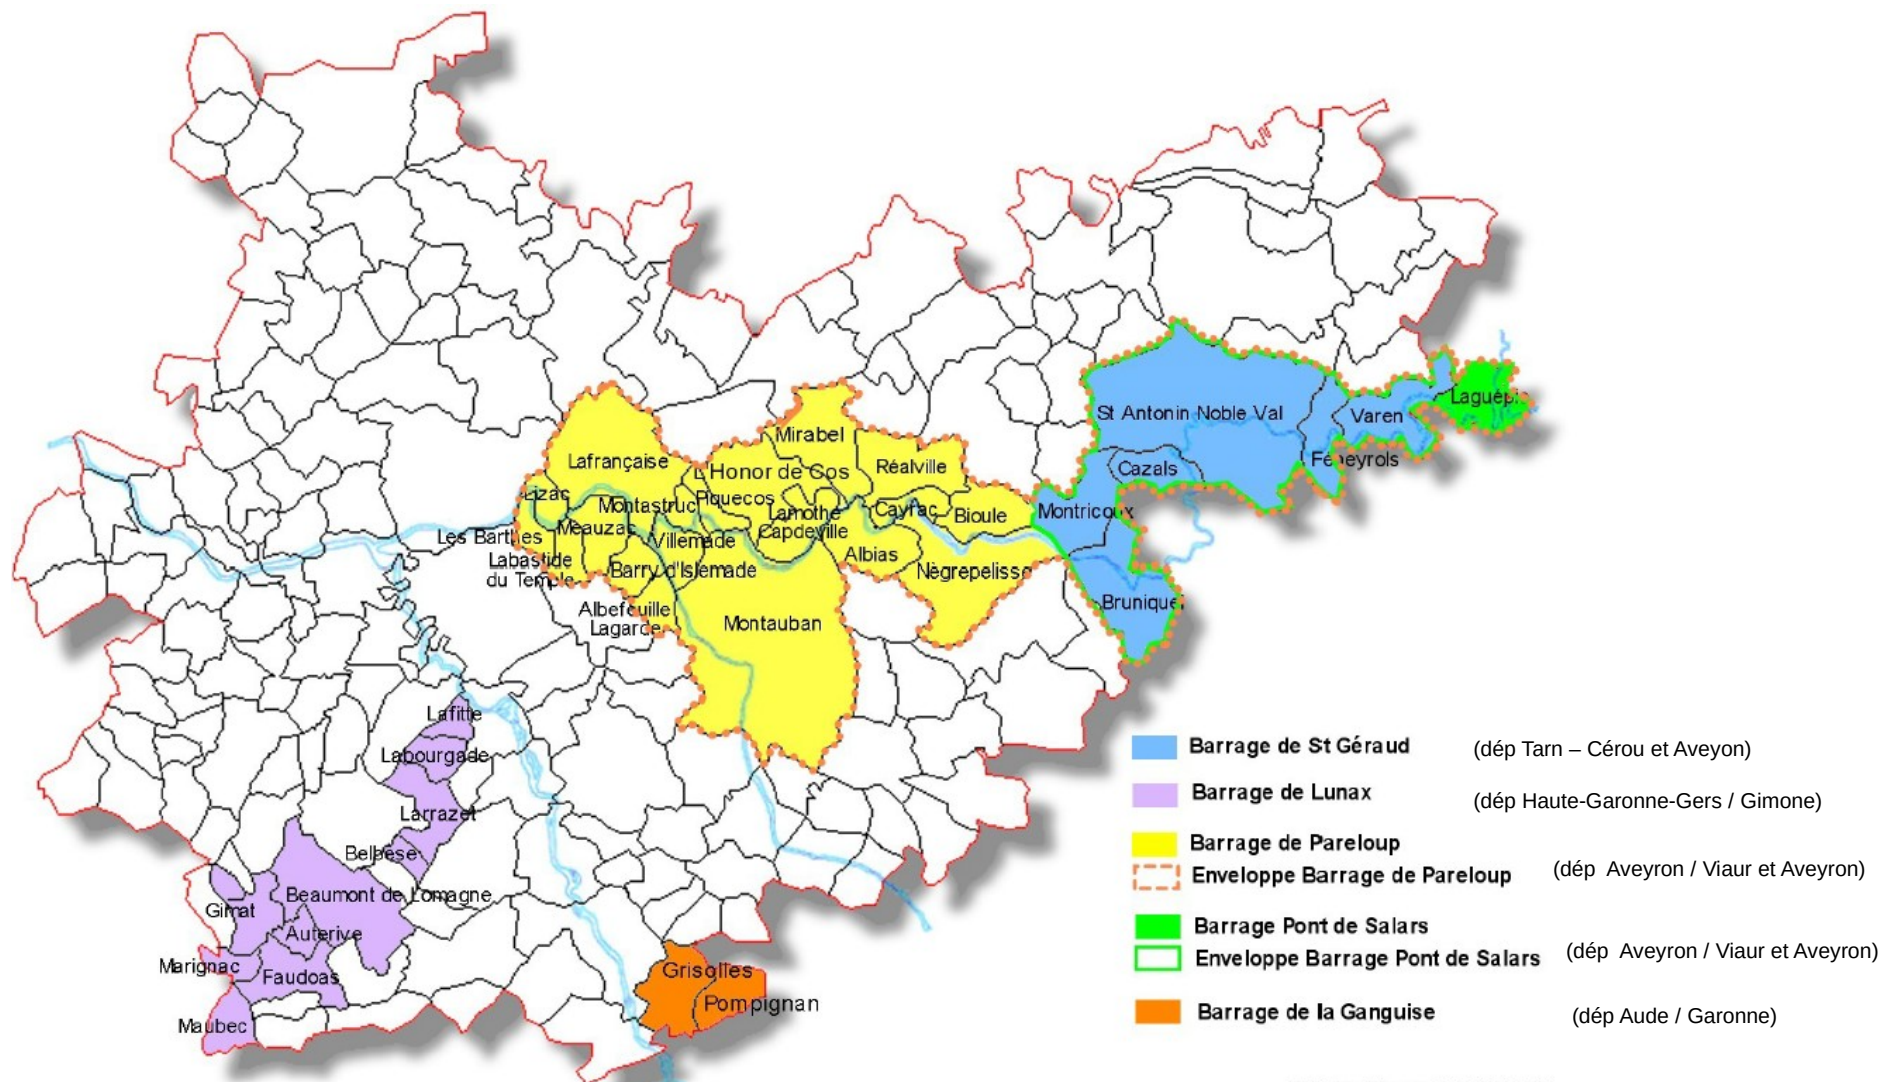 St Antonin Noble Val
Varen
Laguépie
Cazals
Féneyrols
Montricoux
Bruniquel
Mirabel
Lafrançaise
L'Honor de Cos
Réalville
Lizac
Montastruc
Piquecos
Lamothe
Capdeville
Cayrac
Bioule
Meauzac
Les Barthes
Villemade
Albias
Labastide
du Temple
Barry d'Islemade
Nègrepelisse
Albefeuille
Lagarde
Montauban
Lafitte
Labourgade
Larrazet
Belbèse
Beaumont de Lomagne
Gimat
Auterive
Marignac
Faudoas
Maubec
Grisolles
Pompignan
Barrage de St Géraud (dép Tarn – Cérou et Aveyon)
Barrage de Lunax (dép Haute-Garonne-Gers / Gimone)
Barrage de Pareloup
Enveloppe Barrage de Pareloup (dép Aveyron / Viaur et Aveyron)
Barrage Pont de Salars
Enveloppe Barrage Pont de Salars (dép Aveyron / Viaur et Aveyron)
Barrage de la Ganguise (dép Aude / Garonne)